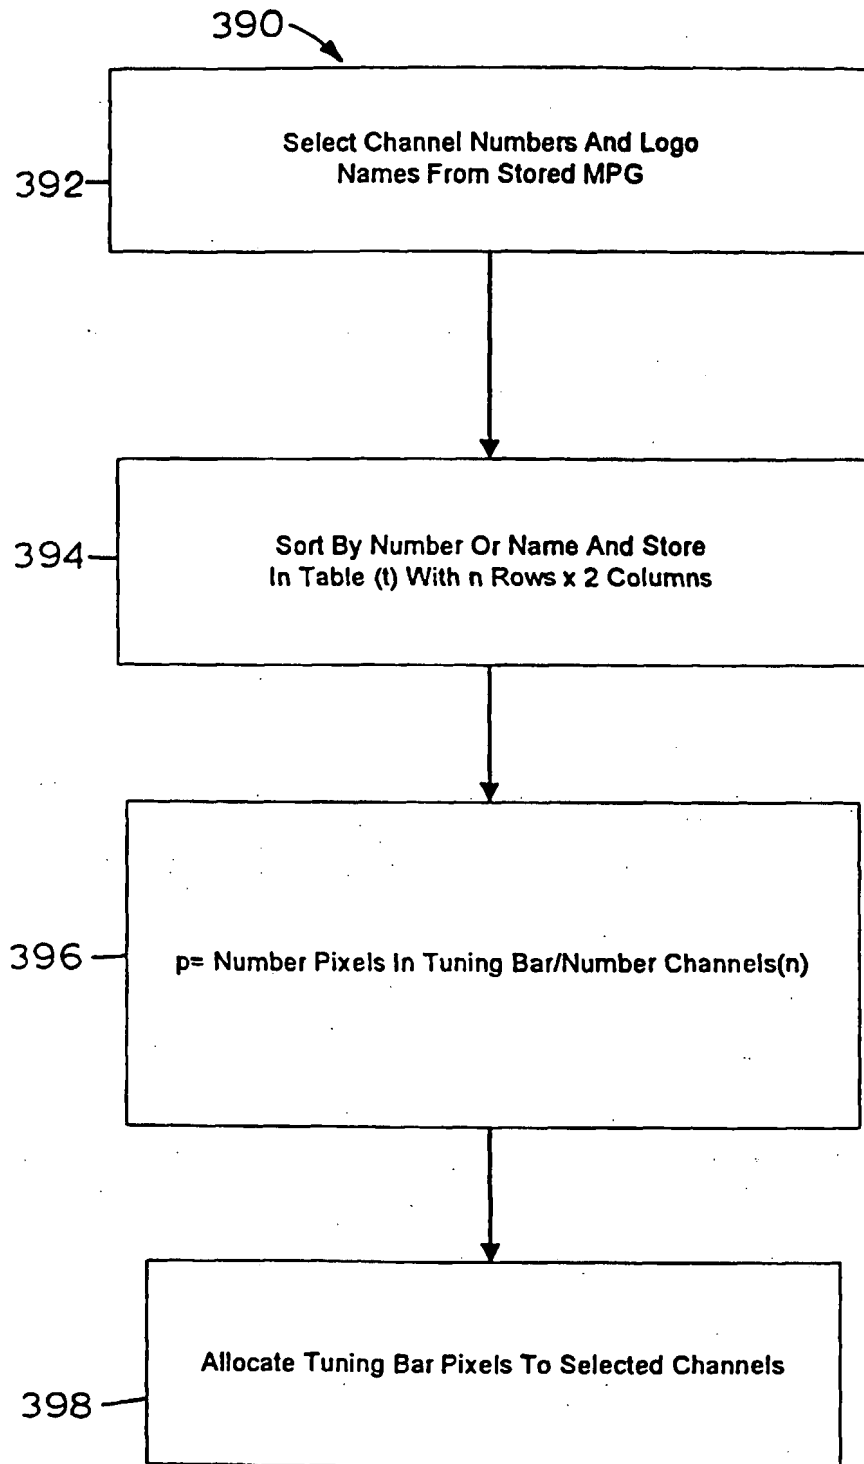 390
Select Channel Numbers And Logo
Names From Stored MPG
392
Sort By Number Or Name And Store
In Table (t) With n Rows x 2 Columns
394
p= Number Pixels In Tuning Bar/Number Channels(n)
396
Allocate Tuning Bar Pixels To Selected Channels
398